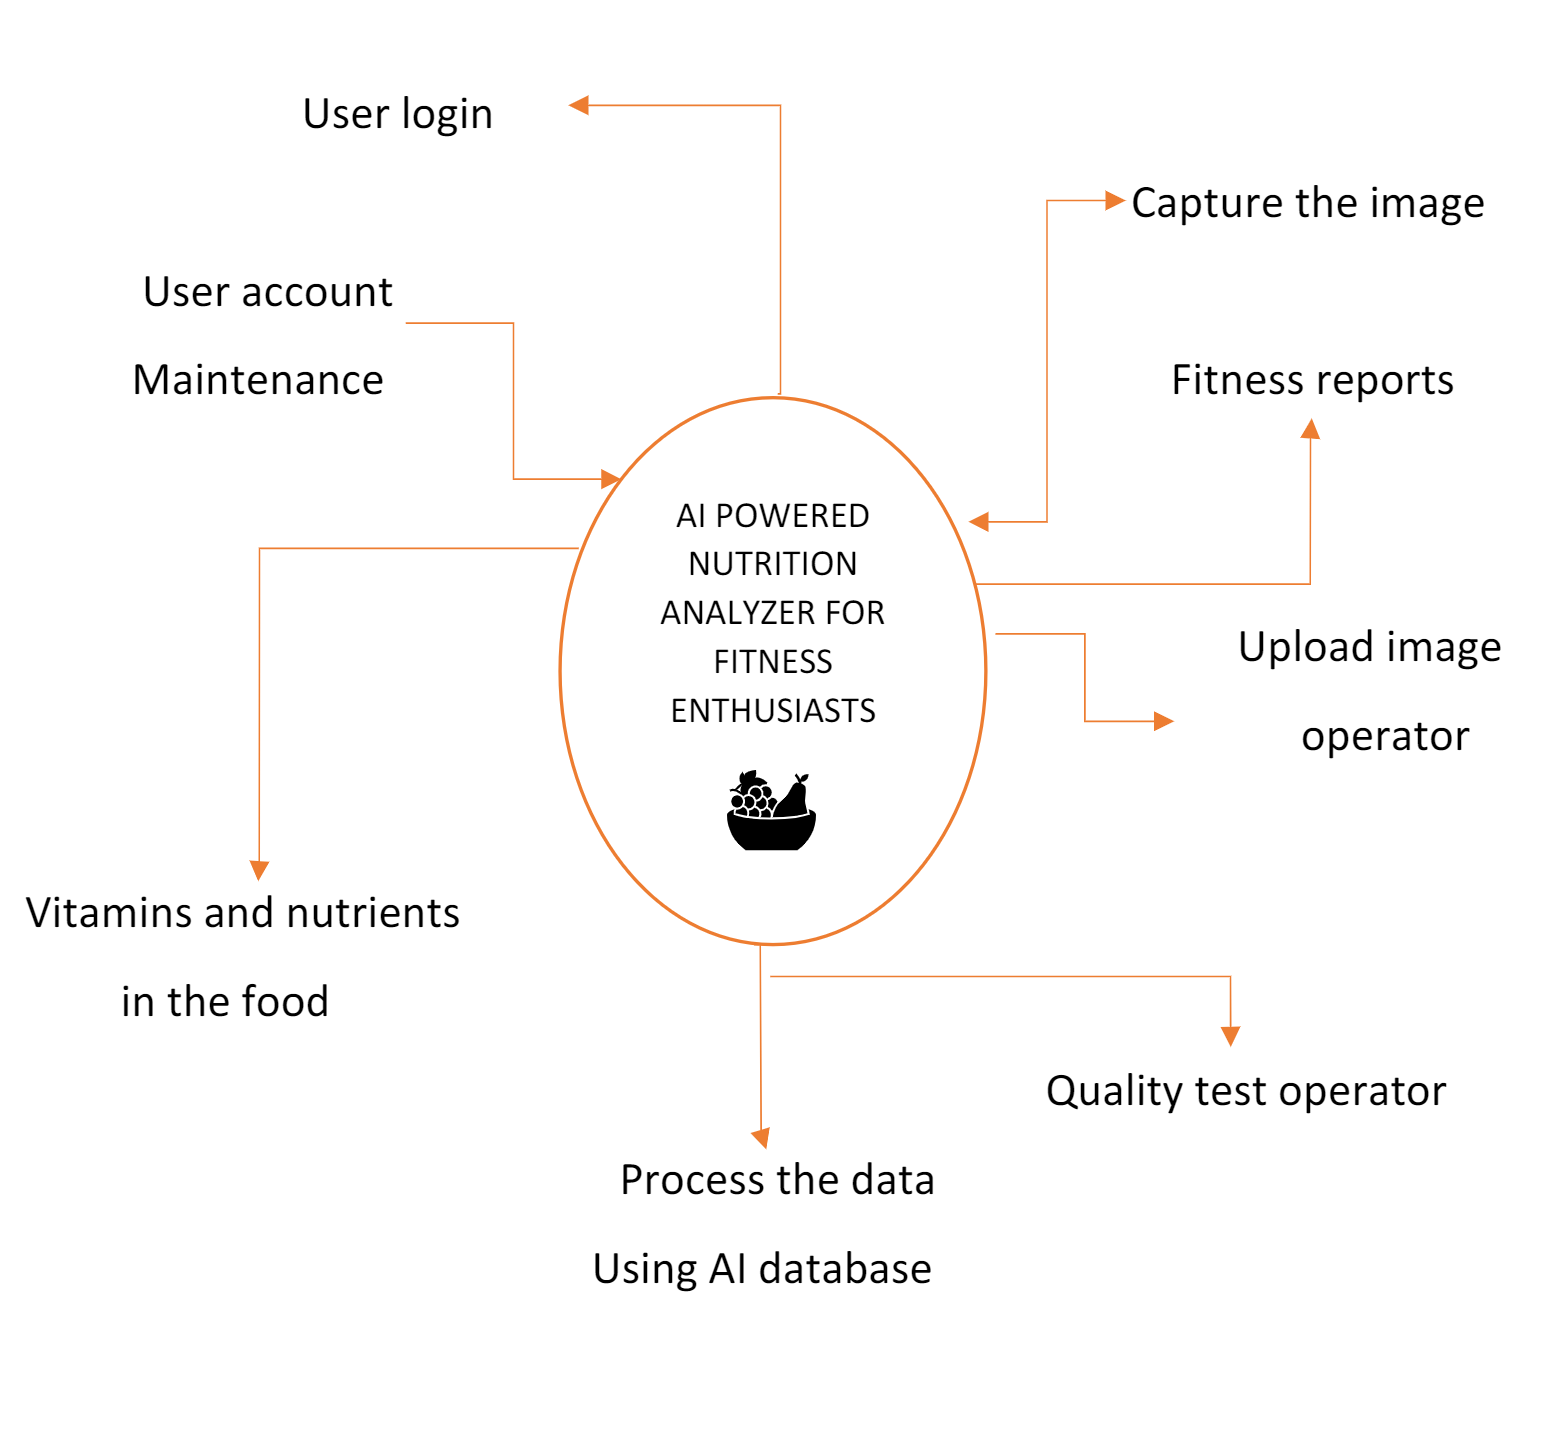 User login
Capture the image
User account
Maintenance
Fitness reports
AI POWERED
NUTRITION
ANALYZER FOR
FITNESS
ENTHUSIASTS
Upload image
operator
Vitamins and nutrients
in the food
Quality test operator
Process the data
Using AI database